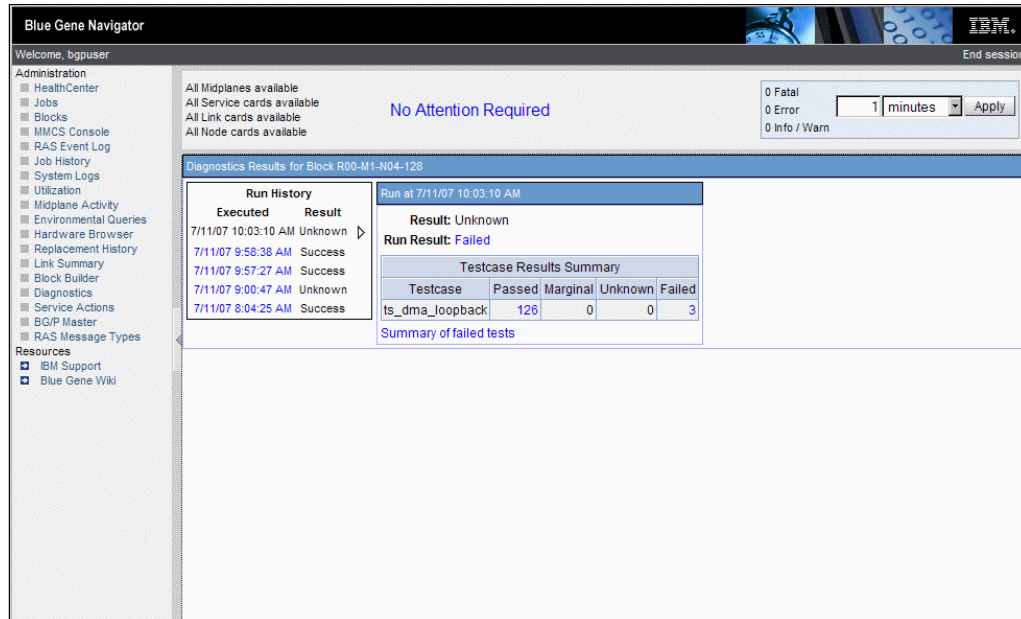 Blue Gene Navigator
IBM.
Welcome, bgpuser
End session
Administration
HealthCenter
Jobs
Blocks
MMCS Console
RAS Event Log
Job History
System Logs
Utilization
Midplane Activity
Environmental Queries
Hardware Browser
Replacement History
Link Summary
Block Builder
Diagnostics
Service Actions
BG/P Master
RAS Message Types
Resources
IBM Support
Blue Gene Wiki
All Midplanes available
All Service cards available
All Link cards available
All Node cards available
No Attention Required
0 Fatal
0 Error
0 Info / Warn
1 minutes Apply
Diagnostics Results for Block R00-M1-N04-128
Run History
Executed Result
7/11/07 10:03:10 AM Unknown
7/11/07 9:58:38 AM Success
7/11/07 9:57:27 AM Success
7/11/07 9:00:47 AM Unknown
7/11/07 8:04:25 AM Success
Run at 7/11/07 10:03:10 AM
Result: Unknown
Run Result: Failed
Testcase Results Summary
Testcase Passed Marginal Unknown Failed
ts_dma_loopback 126 0 0 3
Summary of failed tests